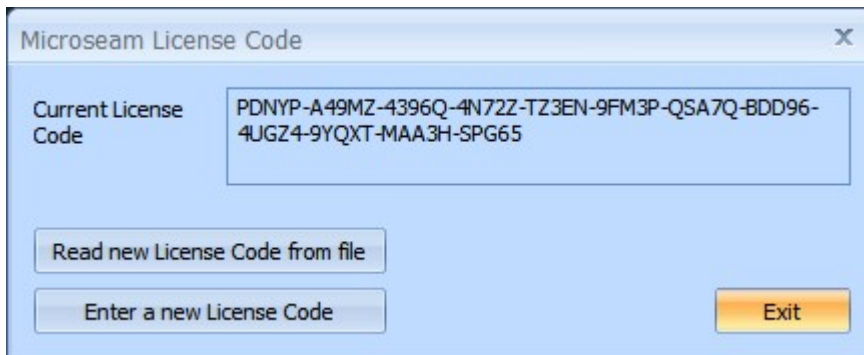 Microseam License Code
X
Current License
Code
PDNYP-A49MZ-4396Q-4N72Z-TZ3EN-9FM3P-QSA7Q-BDD96-
4UGZ4-9YQXT-MAA3H-SPG65
Read new License Code from file
Enter a new License Code
Exit